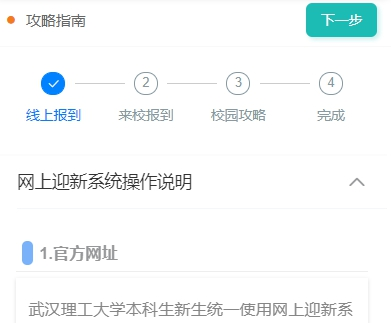 攻略指南
下一步
2
3
4
线上报到
来校报到
校园攻略
完成
网上迎新系统操作说明
1.官方网址
武汉理工大学本科生新生统一使用网上迎新系